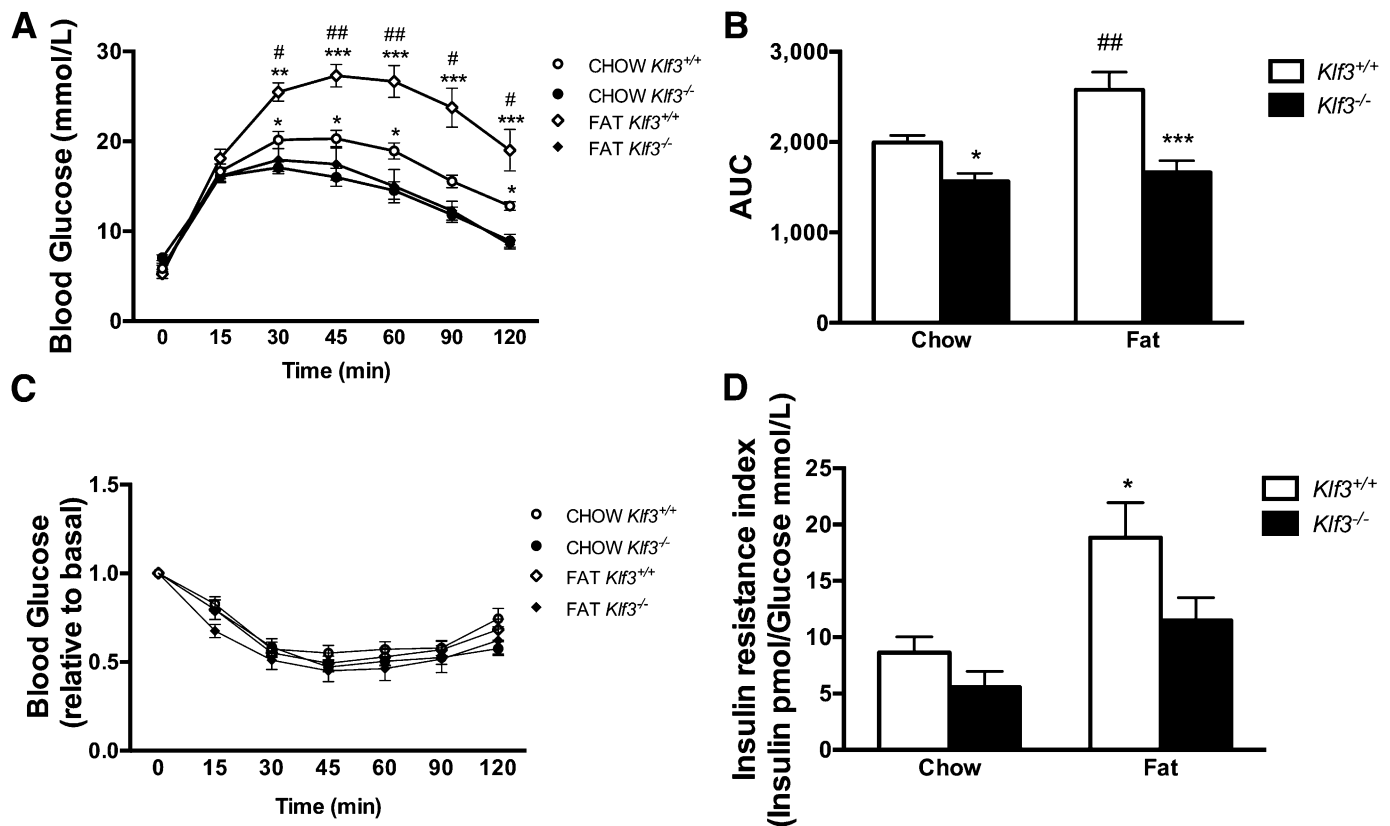 A
Blood Glucose (mmol/L)
30
20
10
0
# ## ## # #
** *** *** *** ***
* * * *
0 15 30 45 60 90 120
Time (min)
CHOW Klf3+/+
CHOW Klf3-/-
FAT Klf3+/+
FAT Klf3-/-
B
AUC
3,000
2,000
1,000
0
*
##
***
Chow Fat
Klf3+/+
Klf3-/-
C
Blood Glucose
(relative to basal)
1.5
1.0
0.5
0.0
0 15 30 45 60 90 120
Time (min)
CHOW Klf3+/+
CHOW Klf3-/-
FAT Klf3+/+
FAT Klf3-/-
D
Insulin resistance index
(Insulin pmol/Glucose mmol/L)
25
20
15
10
5
0
*
Chow Fat
Klf3+/+
Klf3-/-